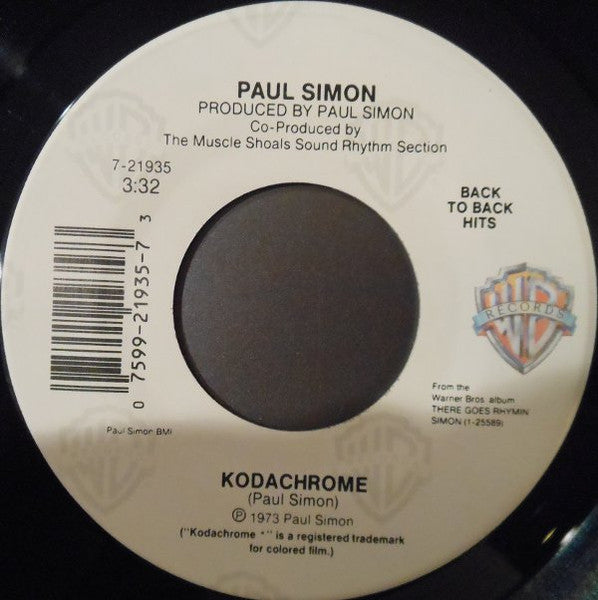 PAUL SIMON
PRODUCED BY PAUL SIMON
Co-Produced by
The Muscle Shoals Sound Rhythm Section
7-21935
3:32
BACK
TO BACK
HITS
0 7599-21935-7 3
WB
RECORDS
From the
Warner Bros. album
THERE GOES RHYMIN
SIMON (1-25589)
Paul Simon BMI
KODACHROME
(Paul Simon)
Ⓟ 1973 Paul Simon
("Kodachrome *" is a registered trademark
for colored film.)